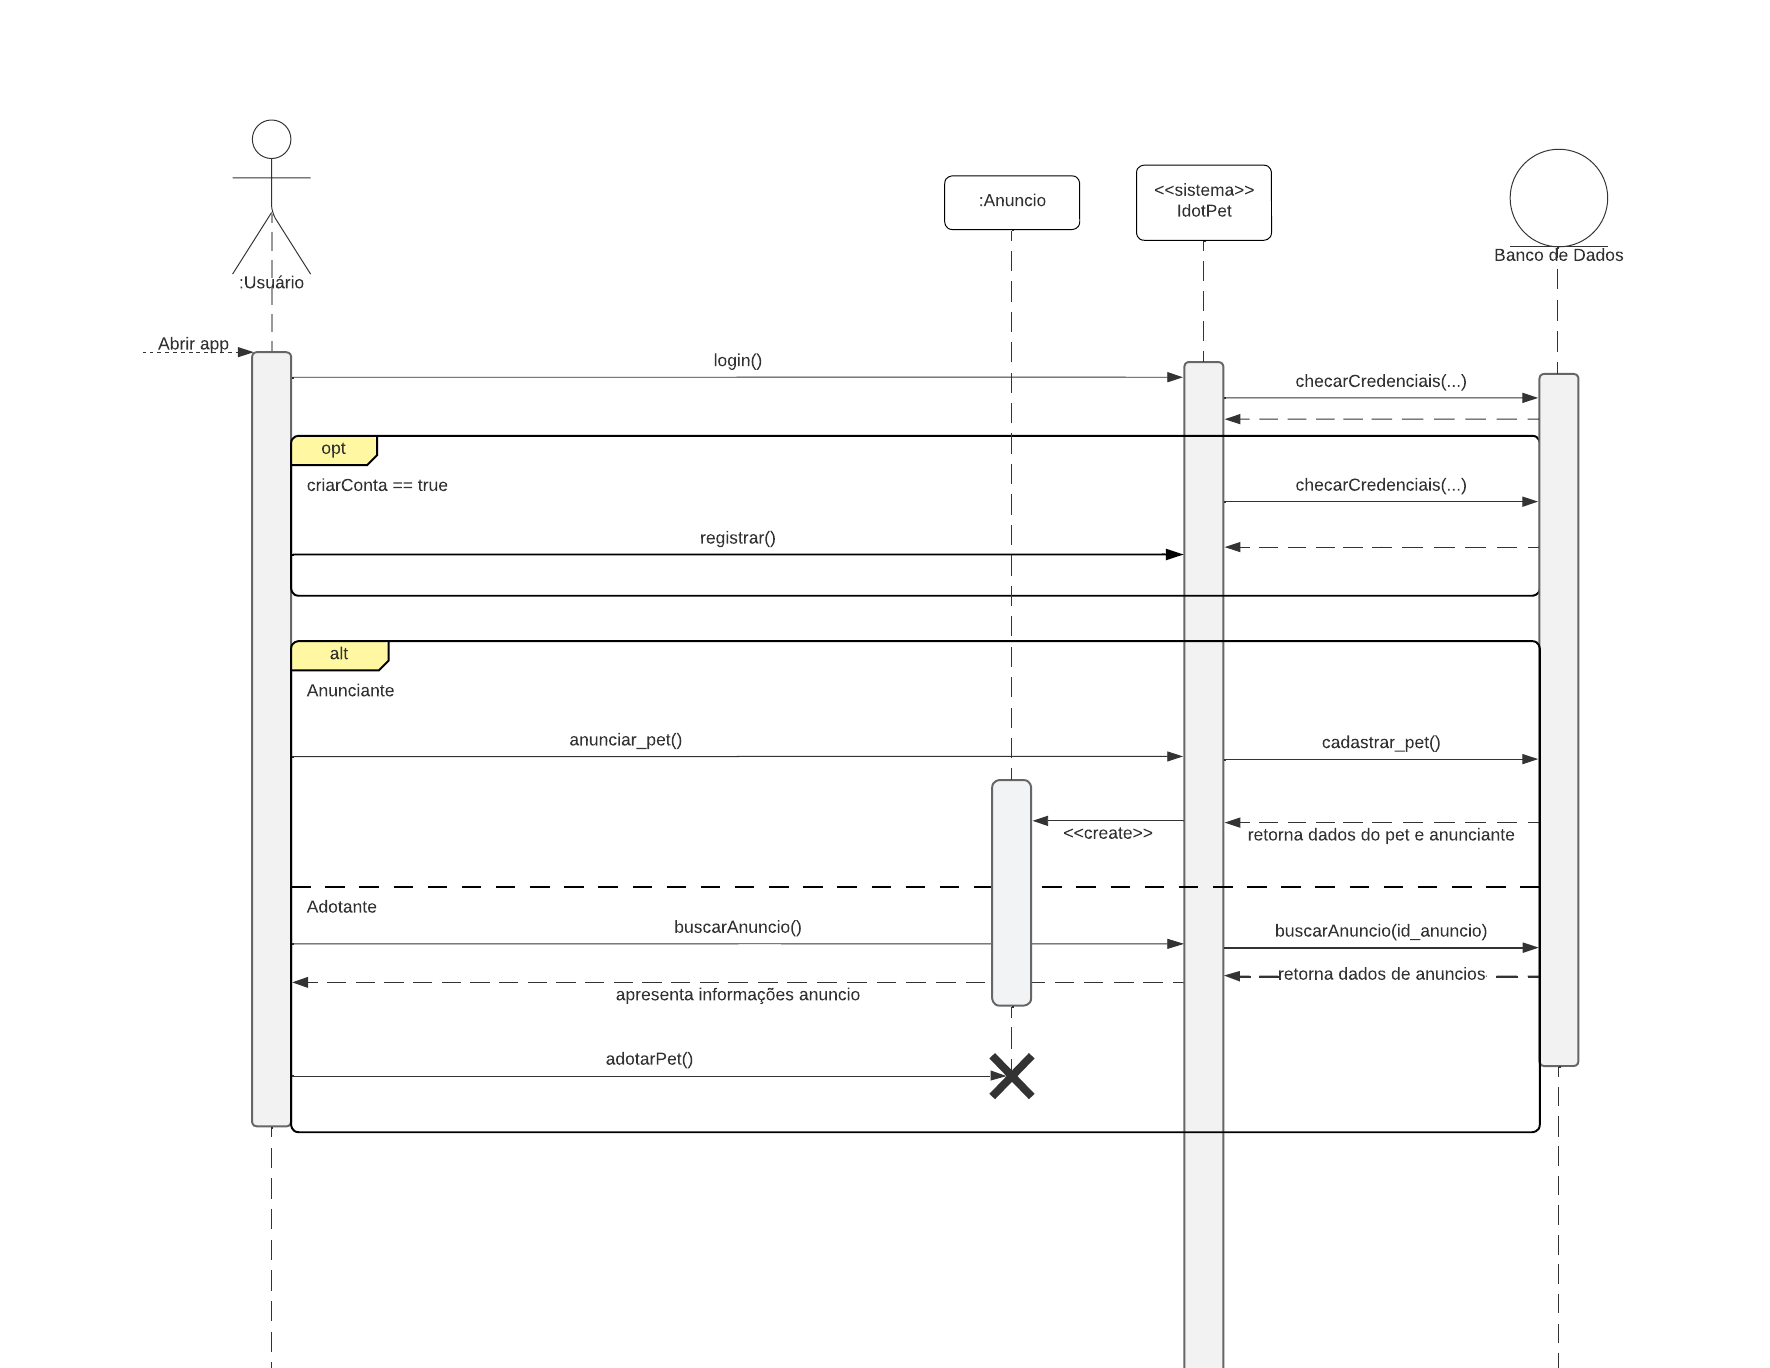 :Anuncio
<<sistema>>
IdotPet
Banco de Dados
:Usuário
Abrir app
login()
checarCredenciais(...)
opt
criarConta == true
checarCredenciais(...)
registrar()
alt
Anunciante
anunciar_pet()
cadastrar_pet()
<<create>>
retorna dados do pet e anunciante
Adotante
buscarAnuncio()
buscarAnuncio(id_anuncio)
retorna dados de anuncios
apresenta informações anuncio
adotarPet()